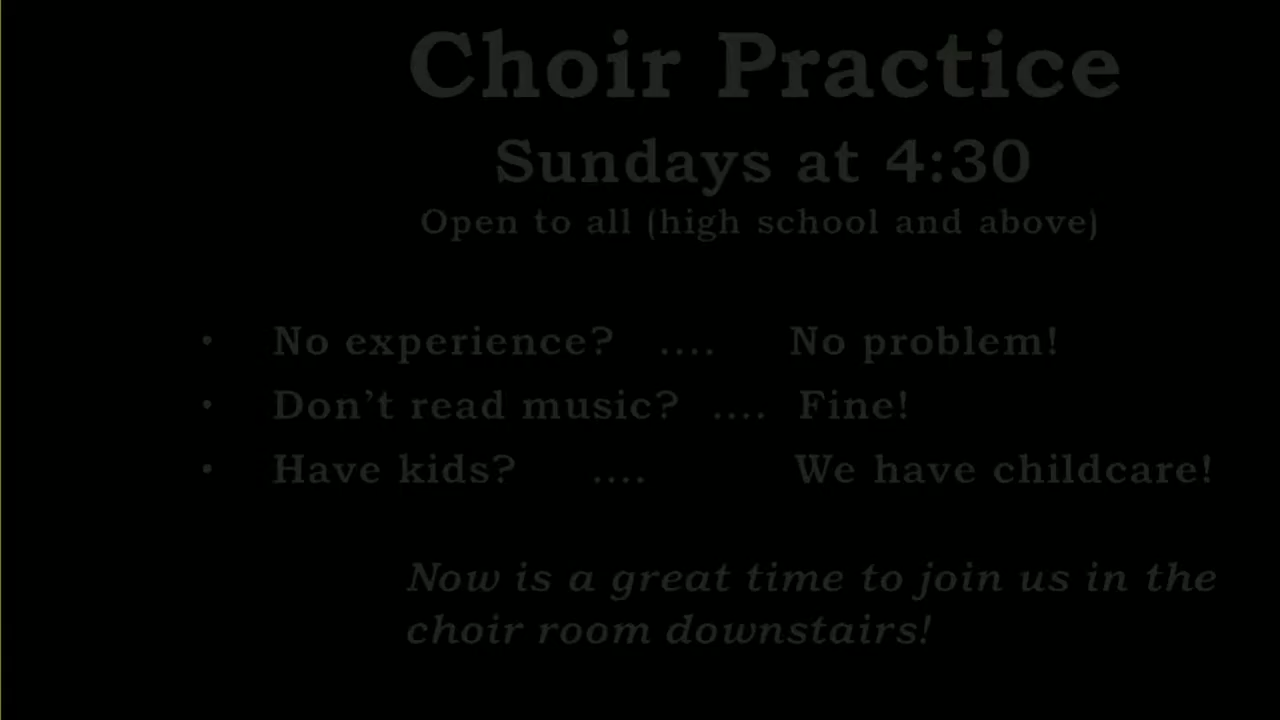 Choir Practice
Sundays at 4:30
Open to all (high school and above)
• No experience? .... No problem!
• Don’t read music? .... Fine!
• Have kids? .... We have childcare!
Now is a great time to join us in the
choir room downstairs!